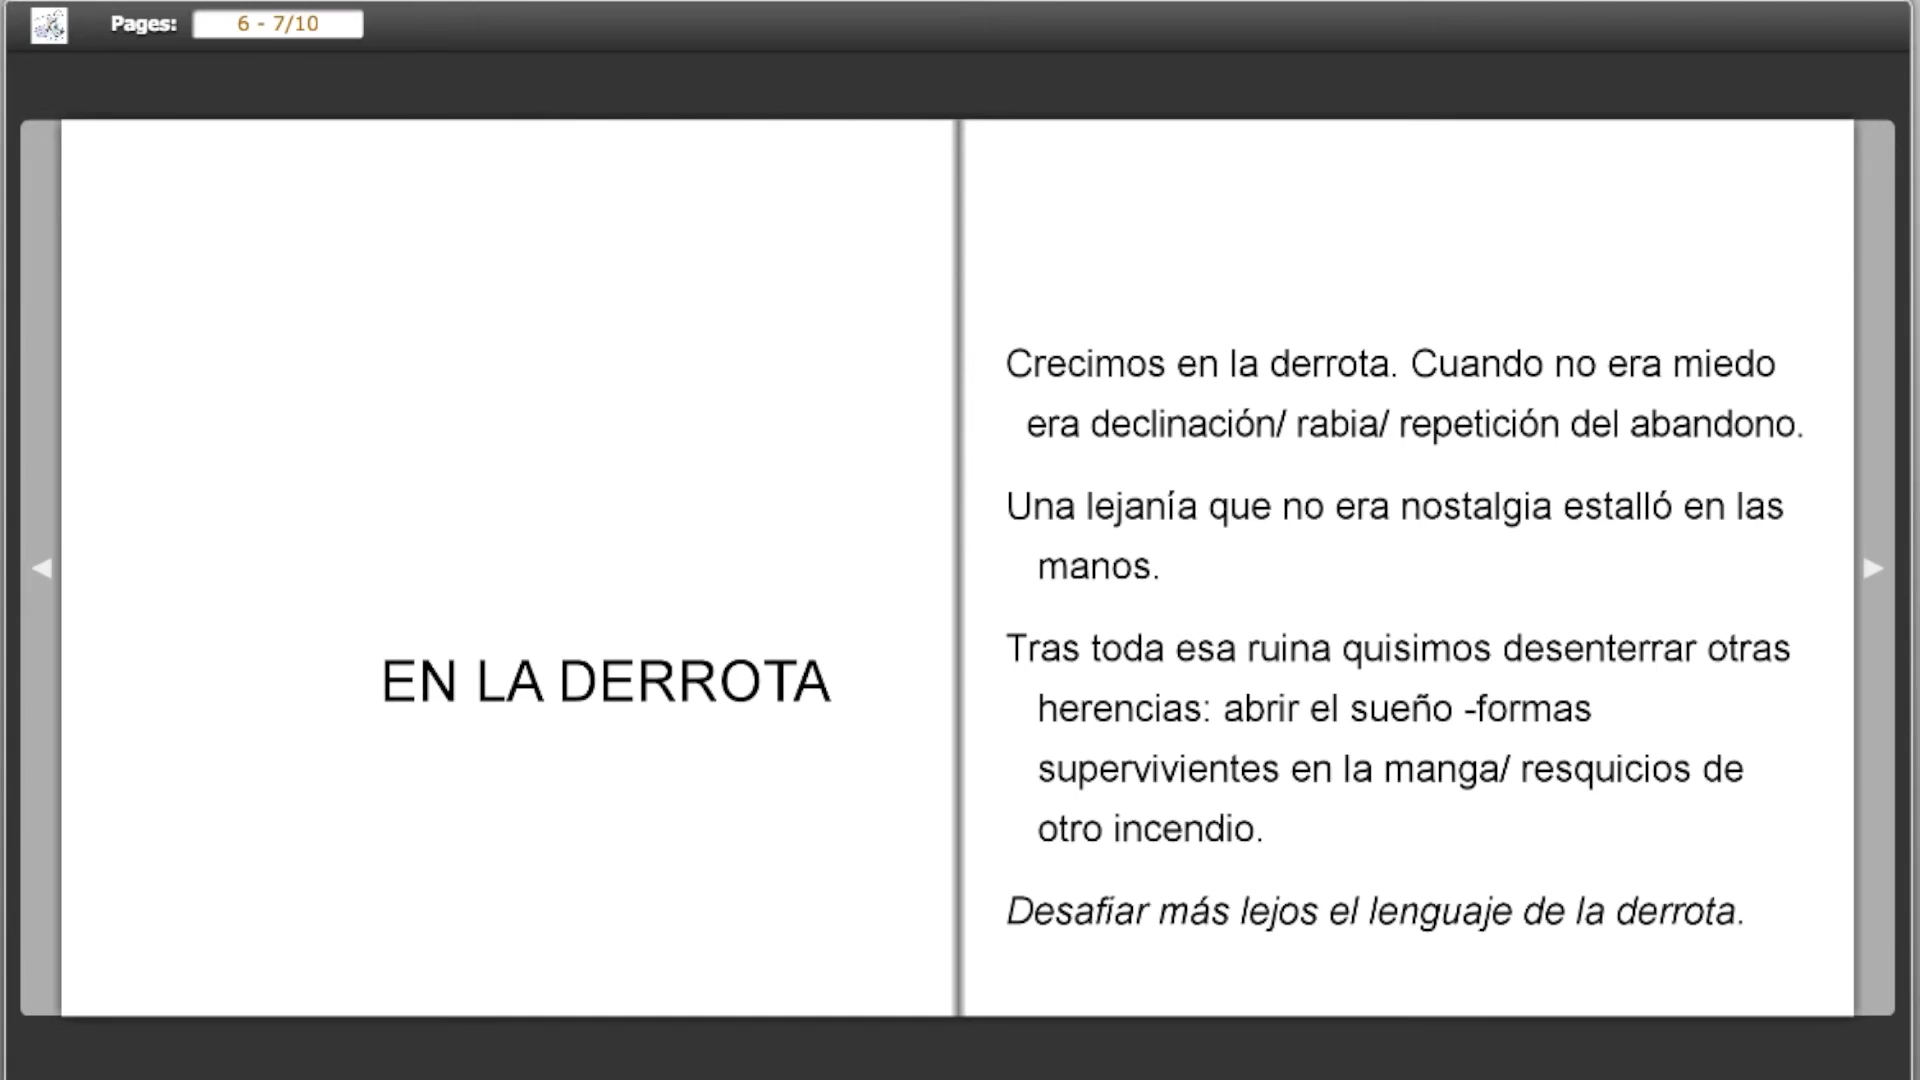 Pages: 6 - 7/10
EN LA DERROTA
Crecimos en la derrota. Cuando no era miedo
era declinación/ rabia/ repetición del abandono.
Una lejanía que no era nostalgia estalló en las
manos.
Tras toda esa ruina quisimos desenterrar otras
herencias: abrir el sueño -formas
supervivientes en la manga/ resquicios de
otro incendio.
Desafiar más lejos el lenguaje de la derrota.